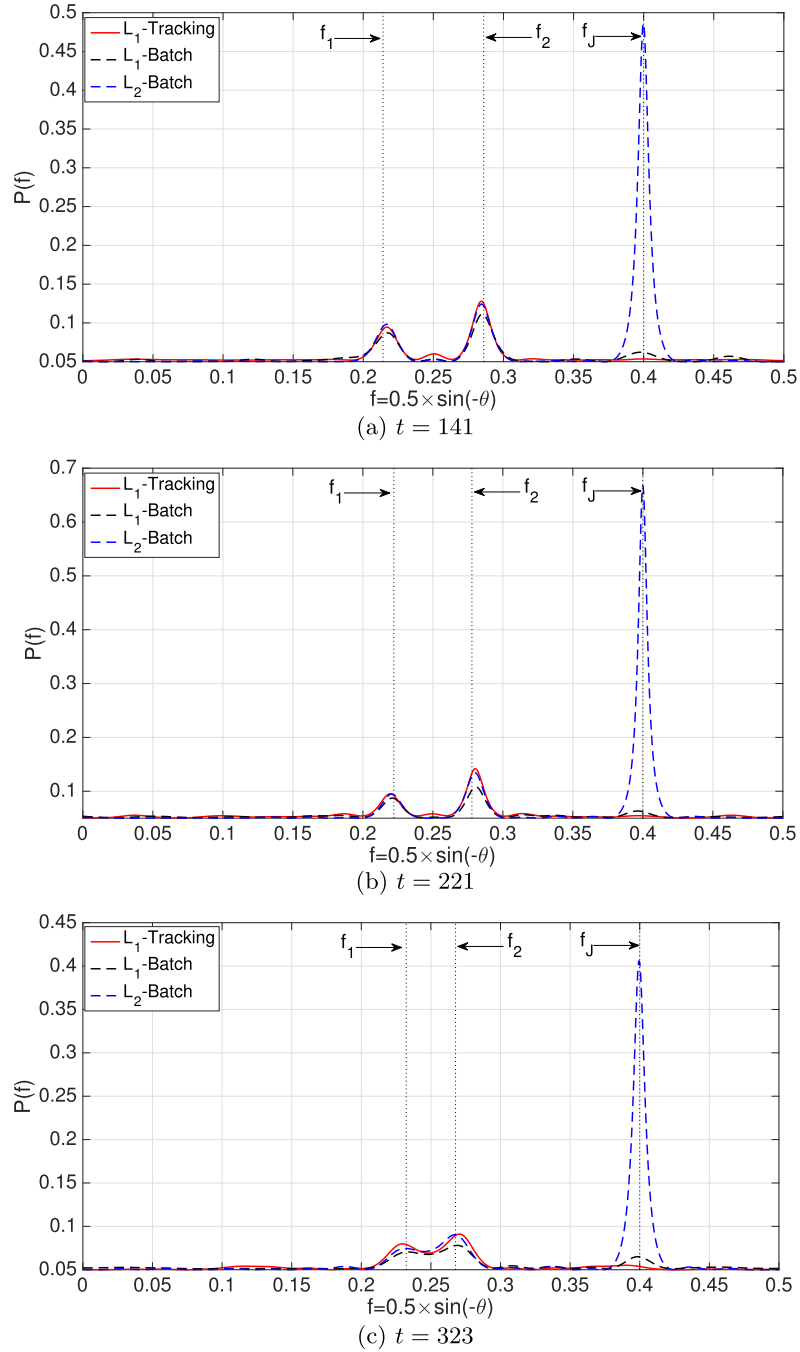 0.5
0.45
0.4
0.35
0.3
0.25
0.2
0.15
0.1
0.05
P(f)
L1-Tracking
L1-Batch
L2-Batch
f1
f2
fJ
0 0.05 0.1 0.15 0.2 0.25 0.3 0.35 0.4 0.45 0.5
f=0.5×sin(-θ)
(a) t = 141
0.7
0.6
0.5
0.4
0.3
0.2
0.1
P(f)
L1-Tracking
L1-Batch
L2-Batch
f1
f2
fJ
0 0.05 0.1 0.15 0.2 0.25 0.3 0.35 0.4 0.45 0.5
f=0.5×sin(-θ)
(b) t = 221
0.45
0.4
0.35
0.3
0.25
0.2
0.15
0.1
0.05
P(f)
L1-Tracking
L1-Batch
L2-Batch
f1
f2
fJ
0 0.05 0.1 0.15 0.2 0.25 0.3 0.35 0.4 0.45 0.5
f=0.5×sin(-θ)
(c) t = 323